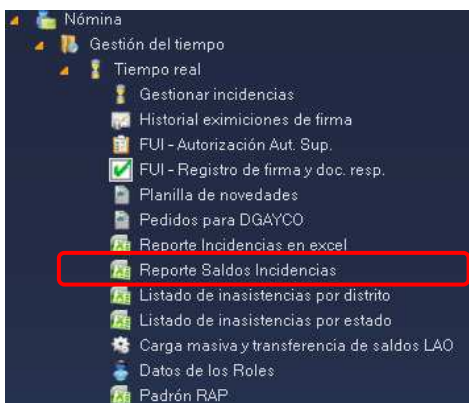 Nómina
Gestión del tiempo
Tiempo real
Gestionar incidencias
Historial eximiciones de firma
FUI - Autorización Aut. Sup.
FUI - Registro de firma y doc. resp.
Planilla de novedades
Pedidos para DGAYCO
Reporte Incidencias en excel
Reporte Saldos Incidencias
Listado de inasistencias por distrito
Listado de inasistencias por estado
Carga masiva y transferencia de saldos LAO
Datos de los Roles
Padrón RAP